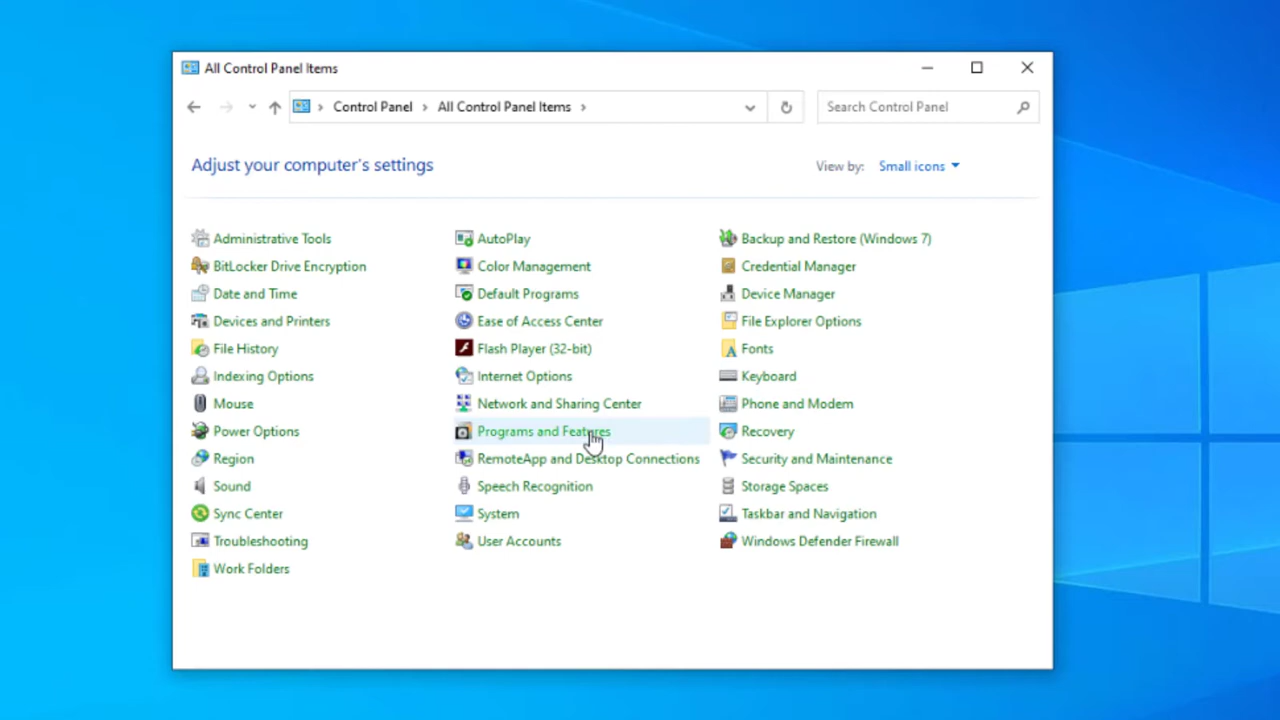 All Control Panel Items
Control Panel > All Control Panel Items >
Search Control Panel
Adjust your computer's settings
View by: Small icons
Administrative Tools
AutoPlay
Backup and Restore (Windows 7)
BitLocker Drive Encryption
Color Management
Credential Manager
Date and Time
Default Programs
Device Manager
Devices and Printers
Ease of Access Center
File Explorer Options
File History
Flash Player (32-bit)
Fonts
Indexing Options
Internet Options
Keyboard
Mouse
Network and Sharing Center
Phone and Modem
Power Options
Programs and Features
Recovery
Region
RemoteApp and Desktop Connections
Security and Maintenance
Sound
Speech Recognition
Storage Spaces
Sync Center
System
Taskbar and Navigation
Troubleshooting
User Accounts
Windows Defender Firewall
Work Folders